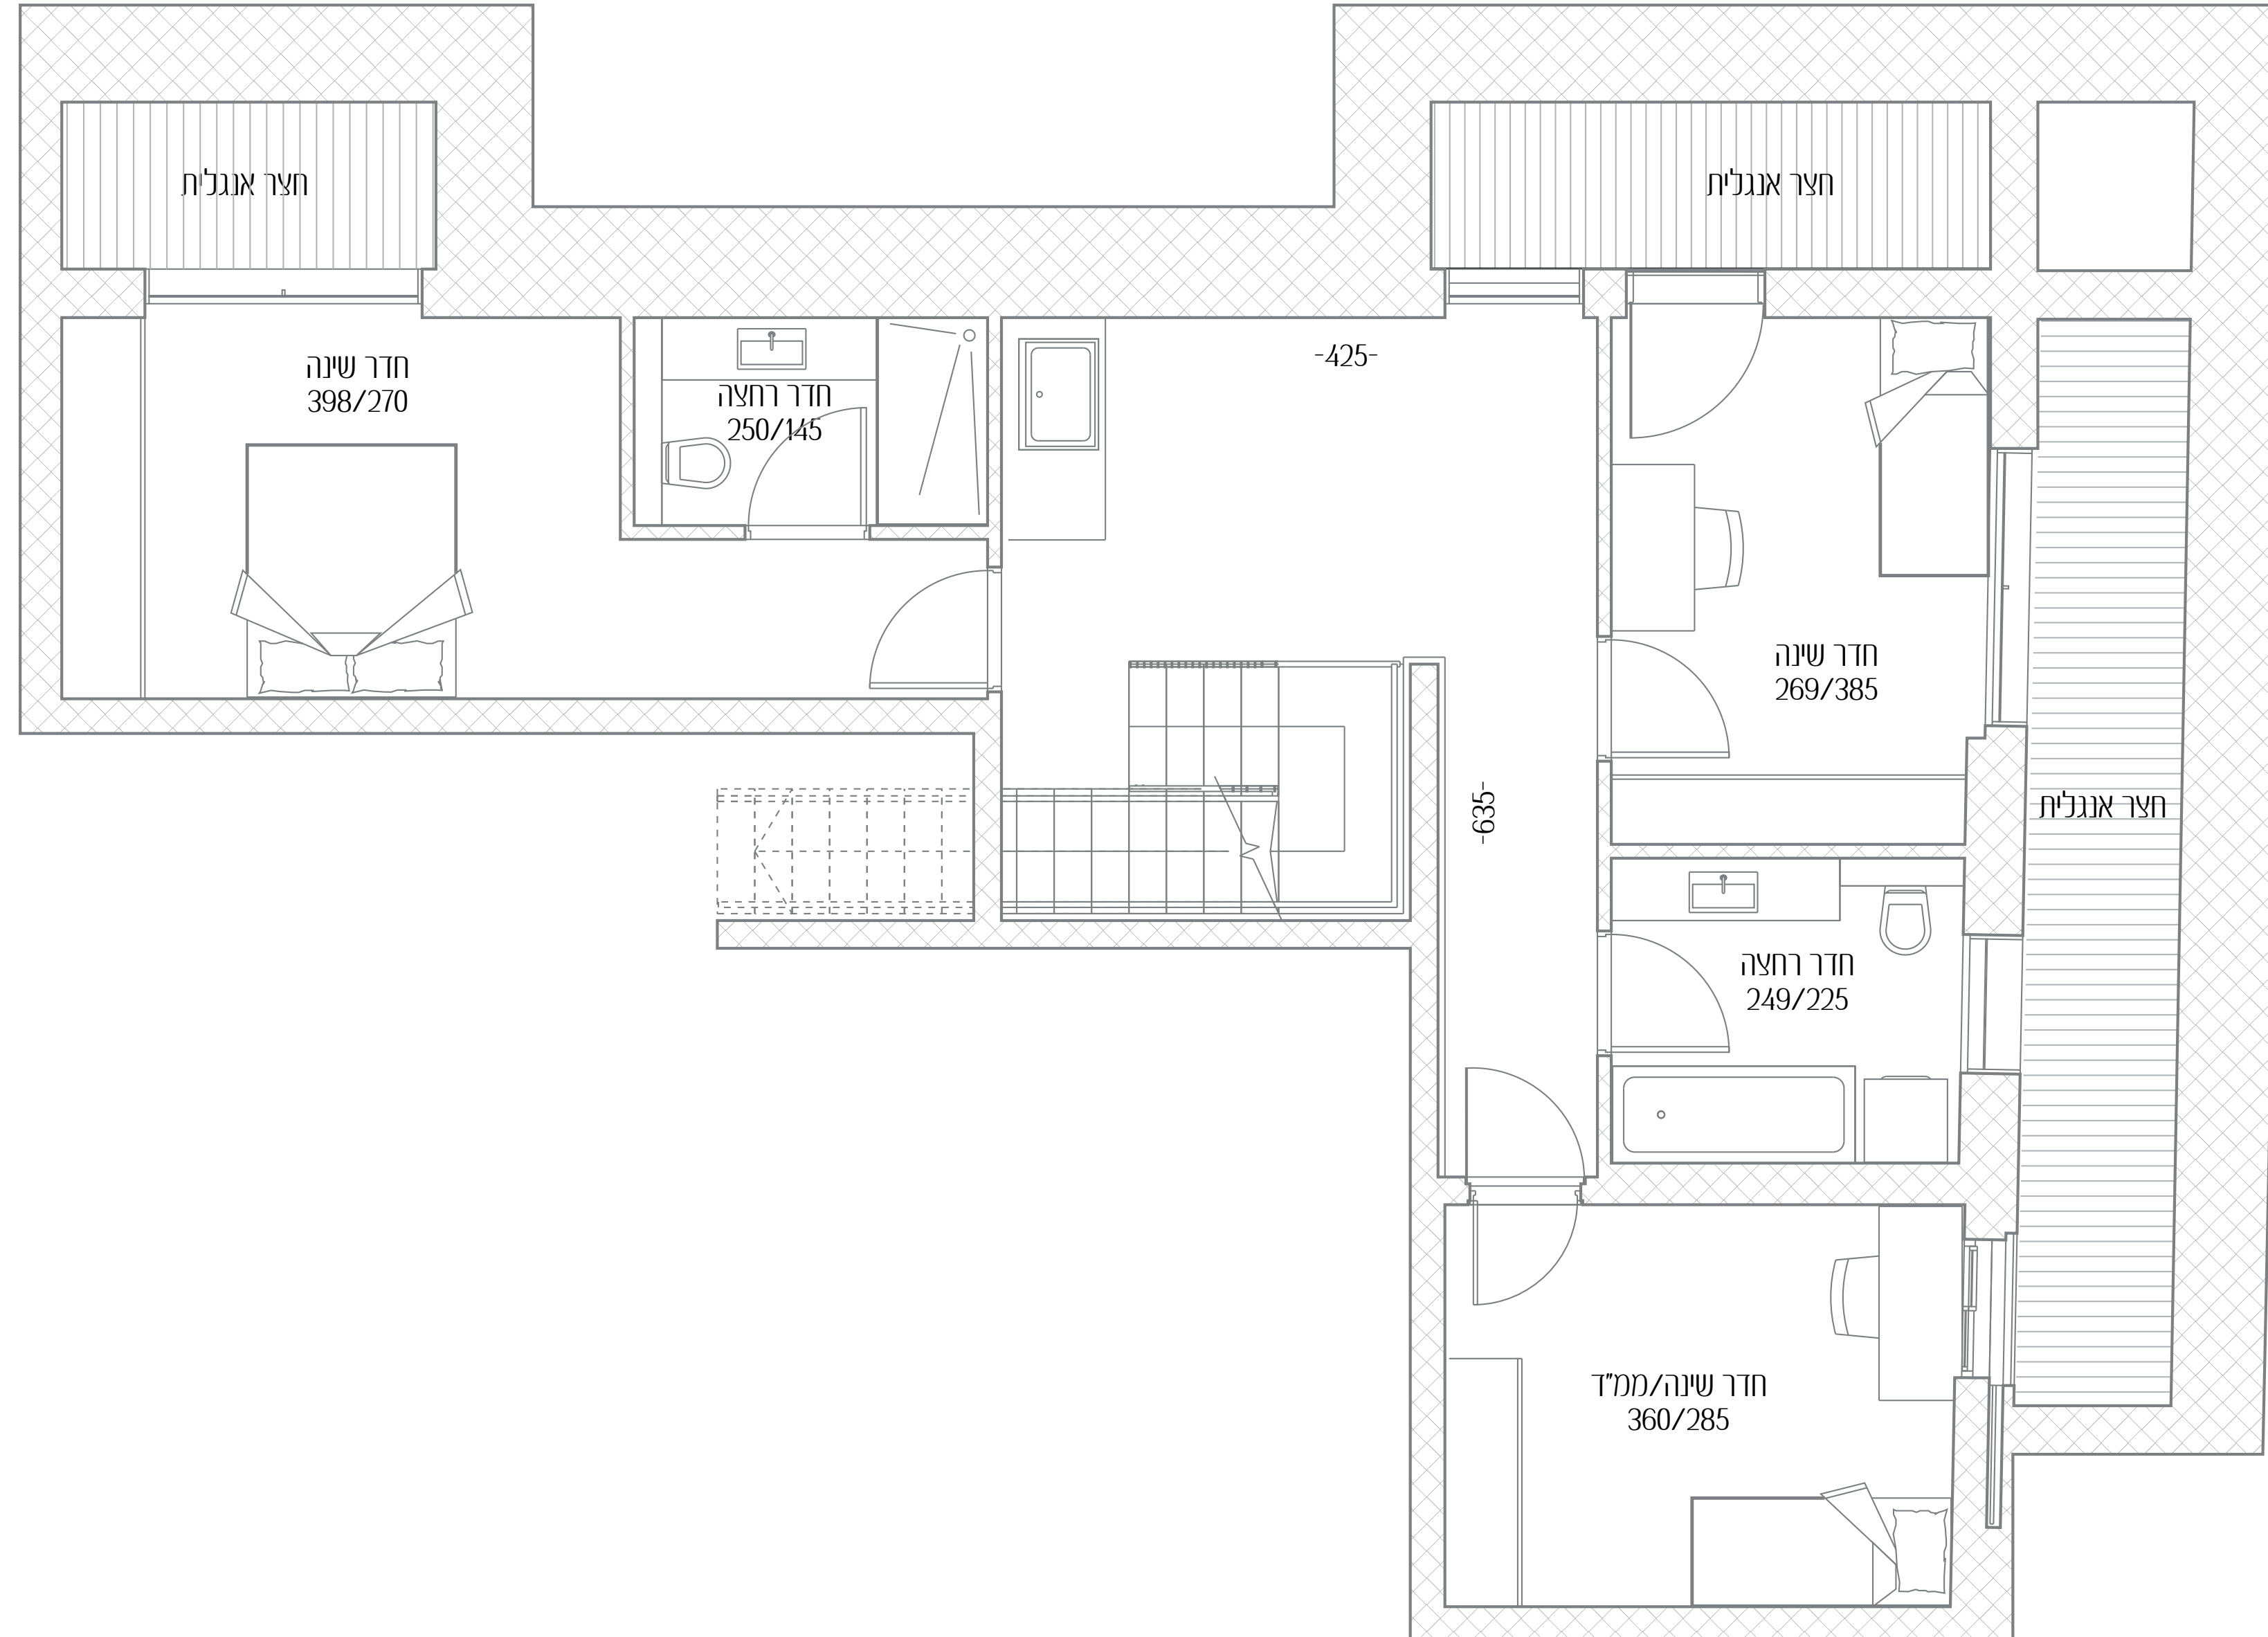 חצר אנגלית
חצר אנגלית
חדר שינה
398/270
חדר רחצה
250/145
-425-
חדר שינה
269/385
-635-
חצר אנגלית
חדר רחצה
249/225
חדר שינה/ממ"ד
360/285